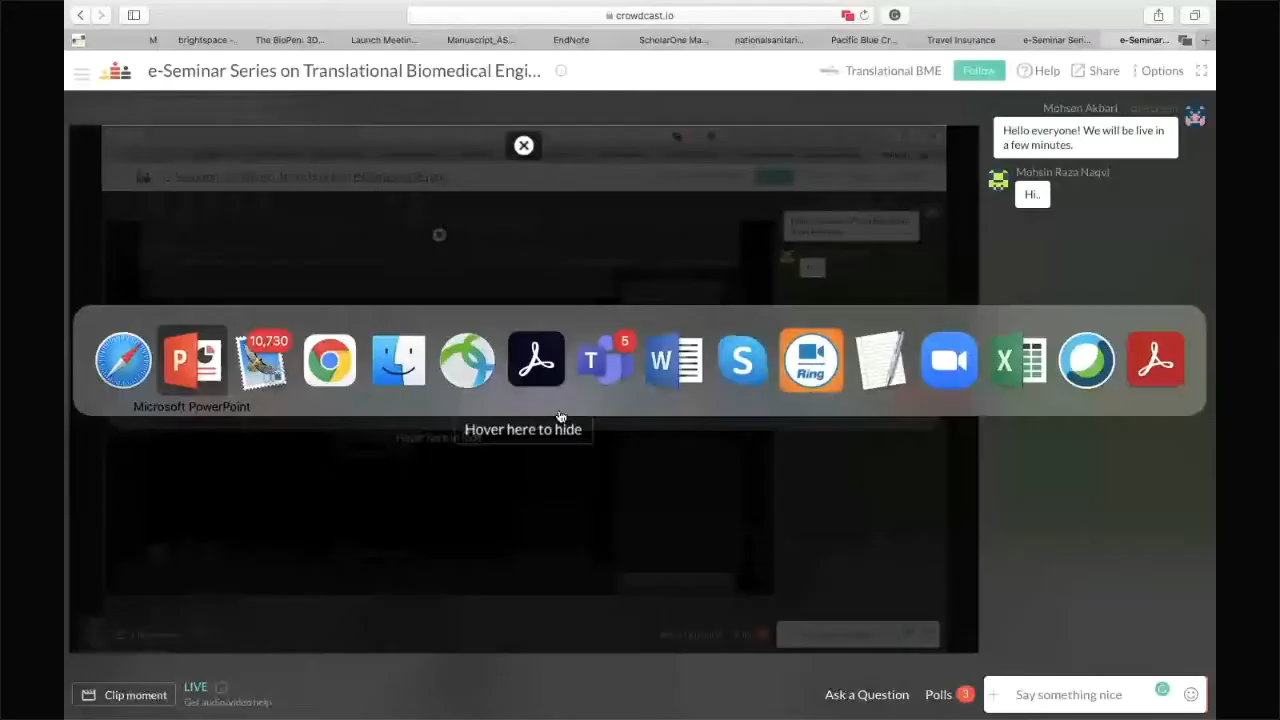 crowdcast.io
M
brightspace -..
The BioPen: 3D...
Launch Meetin...
Manuscript_AS...
EndNote
ScholarOne Ma...
nationalsanitari...
Pacific Blue Cr...
Travel Insurance
e-Seminar Seri...
e-Seminar...
e-Seminar Series on Translational Biomedical Engi...
Translational BME
Follow
Help
Share
Options
Mohsen Akbari
Hello everyone! We will be live in
a few minutes.
Mohsin Raza Naqvi
Hi..
10,730
5
P
T
W
S
Ring
X
Microsoft PowerPoint
Hover here to hide
Clip moment
LIVE
Get audio/video help
Ask a Question
Polls
3
Say something nice